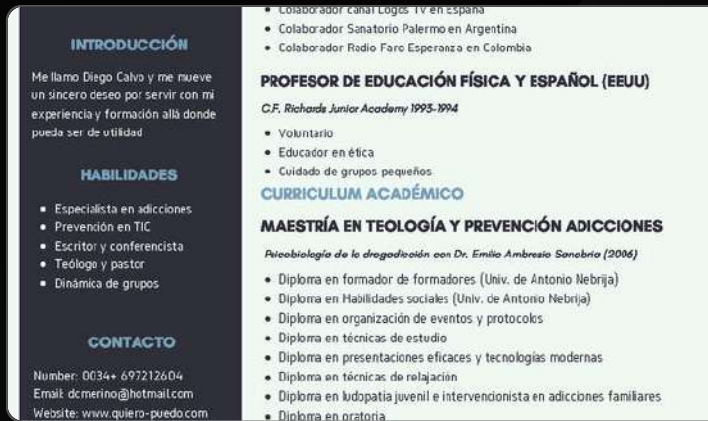 INTRODUCCIÓN
Me llamo Diego Calvo y me mueve
un sincero deseo por servir con mi
experiencia y formación allá donde
pueda ser de utilidad
HABILIDADES
Especialista en adicciones
Prevención en TIC
Escritor y conferencista
Teólogo y pastor
Dinámica de grupos
CONTACTO
Number: 0034+ 697212604
Email: dcmerino@hotmail.com
Website: www.quiero-puedo.com
Colaborador canal Logos TV en España
Colaborador Sanatorio Palermo en Argentina
Colaborador Radio Faro Esperanza en Colombia
PROFESOR DE EDUCACIÓN FÍSICA Y ESPAÑOL (EEUU)
C.F. Richards Junior Academy 1993-1994
Voluntario
Educador en ética
Cuidado de grupos pequeños
CURRICULUM ACADÉMICO
MAESTRÍA EN TEOLOGÍA Y PREVENCIÓN ADICCIONES
Psicobiología de la drogadicción con Dr. Emilio Ambrosio Sanabria (2006)
Diploma en formador de formadores (Univ. de Antonio Nebrija)
Diploma en Habilidades sociales (Univ. de Antonio Nebrija)
Diploma en organización de eventos y protocolos
Diploma en técnicas de estudio
Diploma en presentaciones eficaces y tecnologías modernas
Diploma en técnicas de relajación
Diploma en ludopatia juvenil e intervencionista en adicciones familiares
Diploma en oratoria